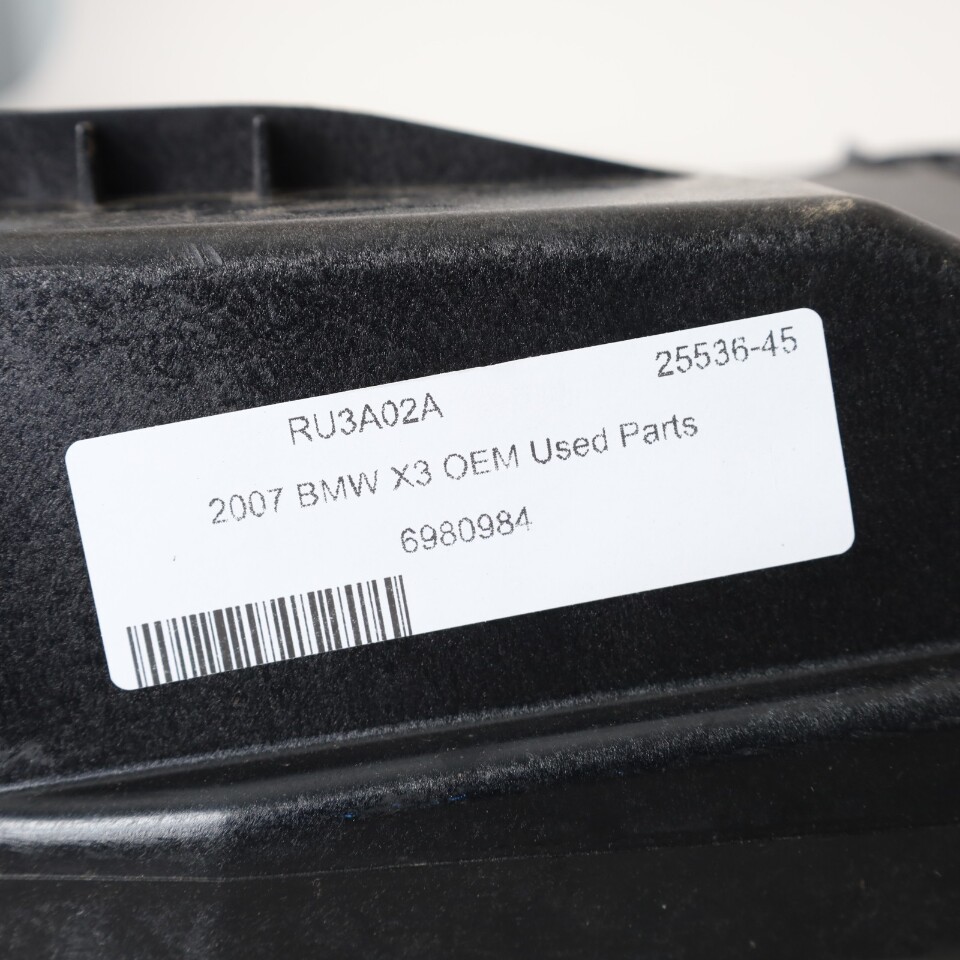 25536-45
RU3A02A
2007 BMW X3 OEM Used Parts
6980984